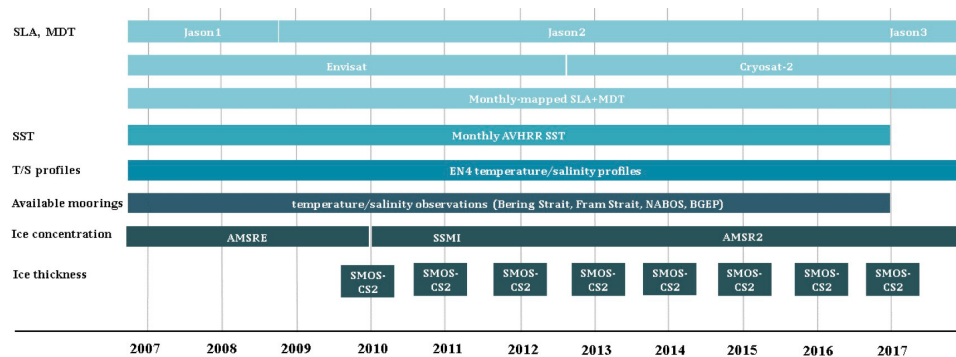 SLA, MDT Jason1 Jason2 Jason3
Envisat Cryosat-2
Monthly-mapped SLA+MDT
SST Monthly AVHRR SST
T/S profiles EN4 temperature/salinity profiles
Available moorings temperature/salinity observations (Bering Strait, Fram Strait, NABOS, BGEP)
Ice concentration AMSRE SSMI AMSR2
Ice thickness
SMOS-
CS2
SMOS-
CS2
SMOS-
CS2
SMOS-
CS2
SMOS-
CS2
SMOS-
CS2
SMOS-
CS2
SMOS-
CS2
2007 2008 2009 2010 2011 2012 2013 2014 2015 2016 2017